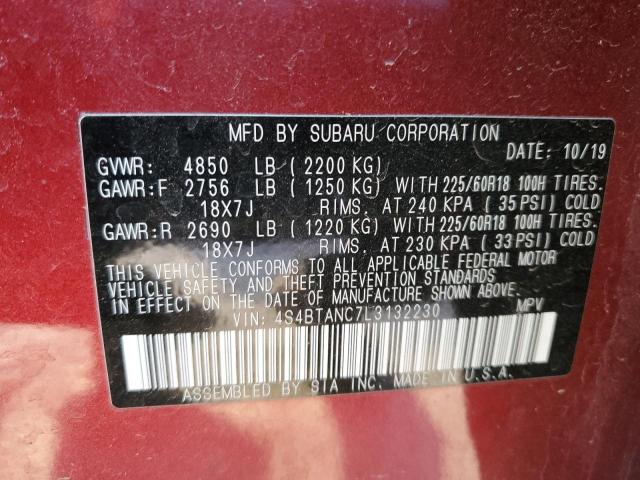 MFD BY SUBARU CORPORATION
DATE: 10/19
GVWR: 4850 LB ( 2200 KG)
GAWR:F 2756 LB ( 1250 KG) WITH 225/60R18 100H TIRES.
18X7J RIMS. AT 240 KPA ( 35 PSI) COLD
GAWR:R 2690 LB ( 1220 KG) WITH 225/60R18 100H TIRES.
18X7J RIMS. AT 230 KPA ( 33 PSI) COLD
THIS VEHICLE CONFORMS TO ALL APPLICABLE FEDERAL MOTOR
VEHICLE SAFETY AND THEFT PREVENTION STANDARDS
IN EFFECT ON THE DATE OF MANUFACTURE SHOWN ABOVE.
VIN: 4S4BTANC7L3132230 MPV
ASSEMBLED BY SIA INC. MADE IN U.S.A.